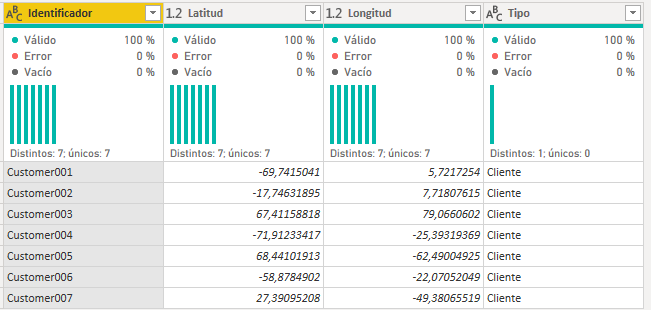 ABC Identificador 1.2 Latitud 1.2 Longitud ABC Tipo
Válido 100 % Válido 100 % Válido 100 % Válido 100 %
Error 0 % Error 0 % Error 0 % Error 0 %
Vacío 0 % Vacío 0 % Vacío 0 % Vacío 0 %
Distintos: 7; únicos: 7 Distintos: 7; únicos: 7 Distintos: 7; únicos: 7 Distintos: 1; únicos: 0
Customer001 -69,7415041 5,7217254 Cliente
Customer002 -17,74631895 7,71807615 Cliente
Customer003 67,41158818 79,0660602 Cliente
Customer004 -71,91233417 -25,39319369 Cliente
Customer005 68,44101913 -62,49004925 Cliente
Customer006 -58,8784902 -22,07052049 Cliente
Customer007 27,39095208 -49,38065519 Cliente